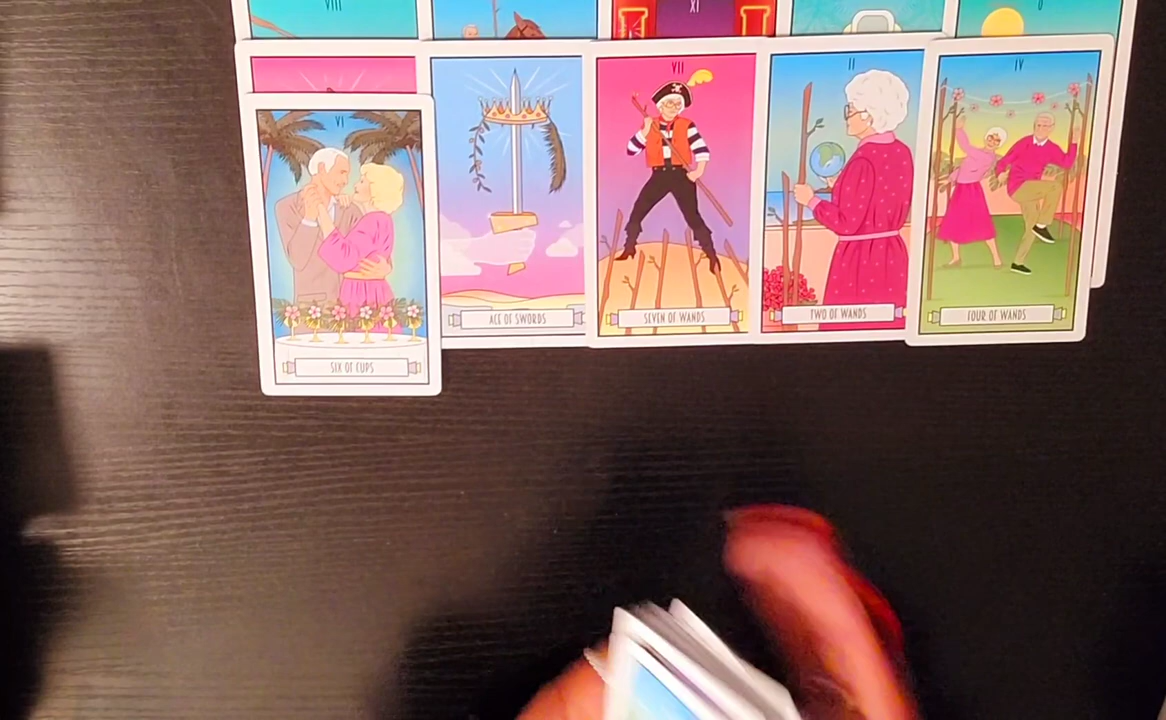 VIII
XI
VI
VII
II
IV
ACE OF SWORDS
SEVEN OF WANDS
TWO OF WANDS
FOUR OF WANDS
SIX OF CUPS